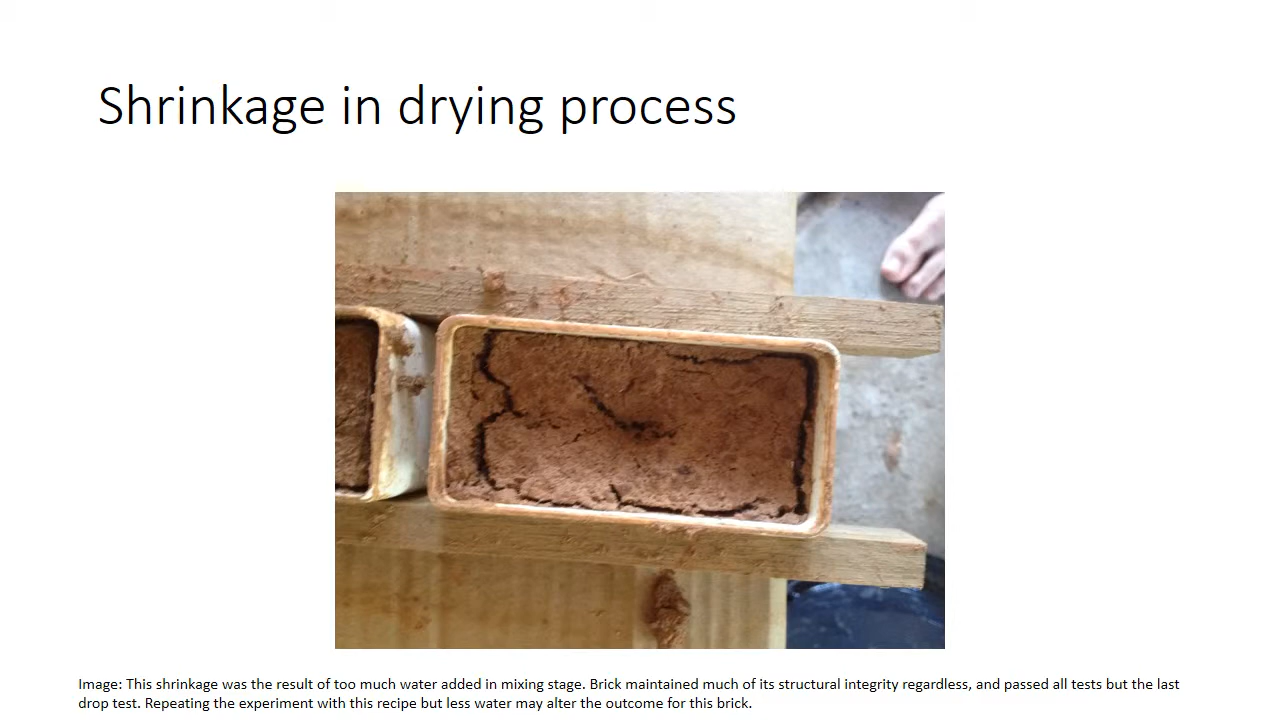 Shrinkage in drying process
Image: This shrinkage was the result of too much water added in mixing stage. Brick maintained much of its structural integrity regardless, and passed all tests but the last
drop test. Repeating the experiment with this recipe but less water may alter the outcome for this brick.